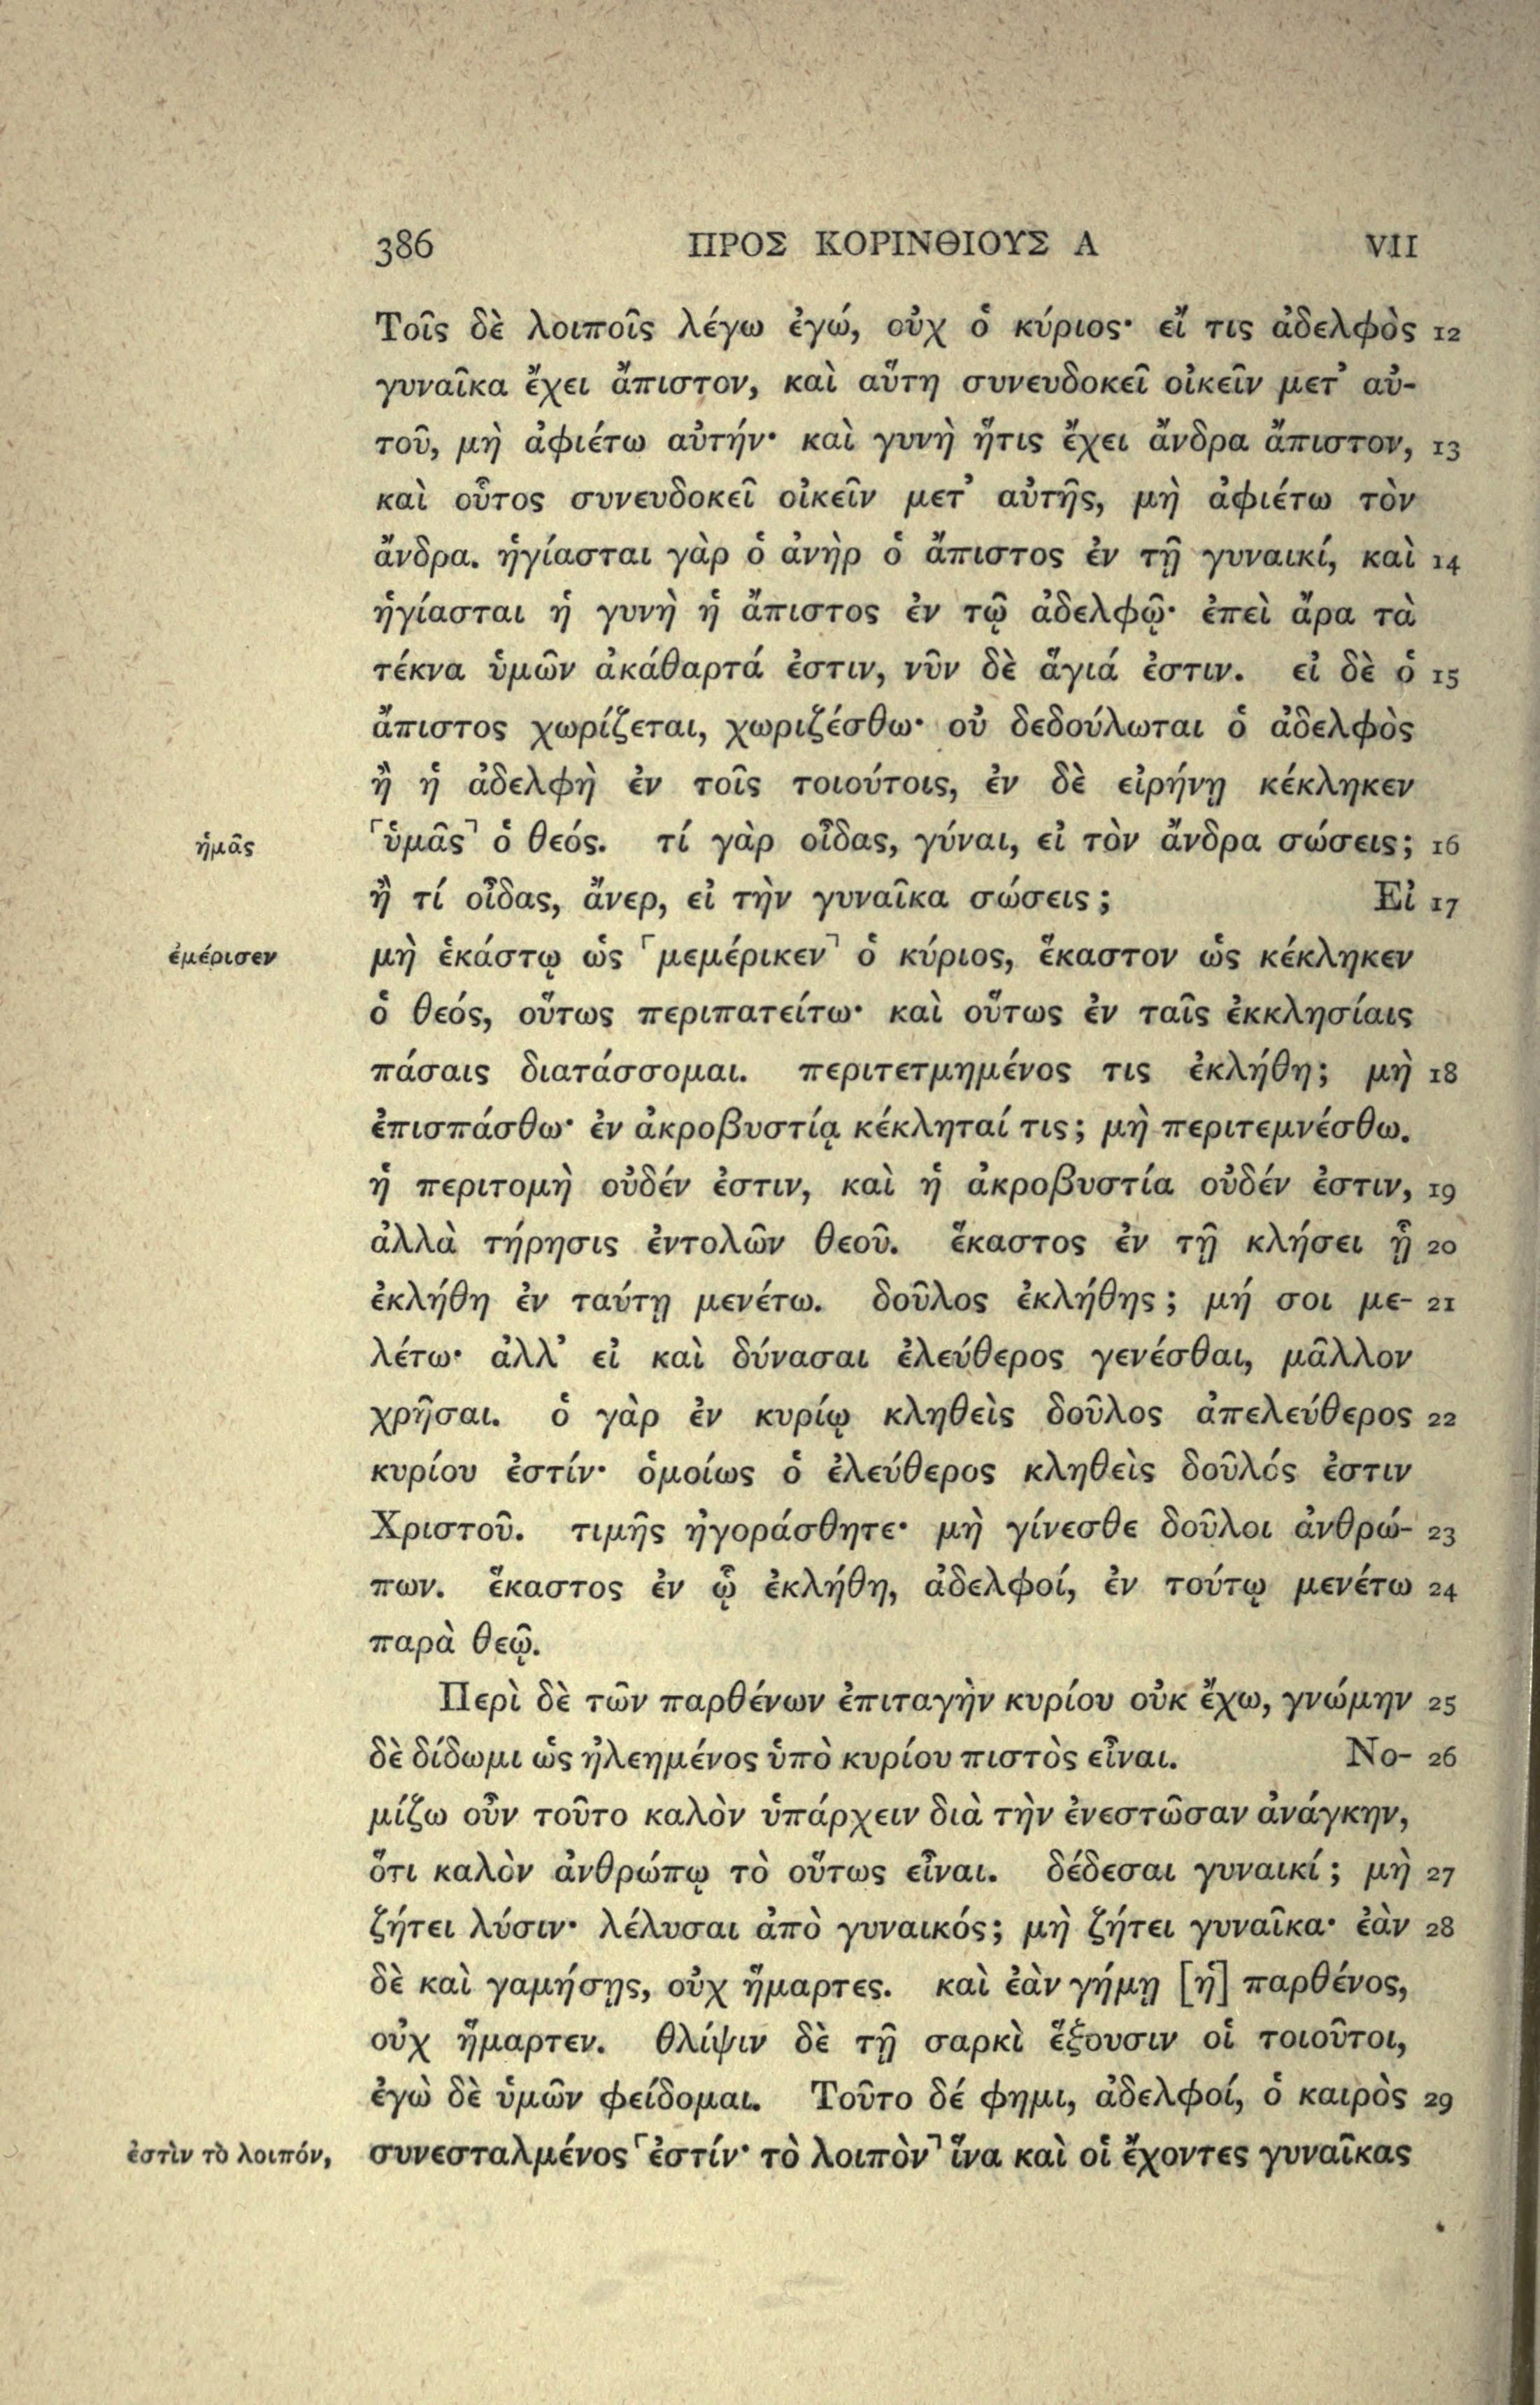 386 ΠΡΟΣ ΚΟΡΙΝΘΙΟΥΣ Α VII
Τοῖς δὲ λοιποῖς λέγω ἐγώ, οὐχ ὁ κύριος· εἴ τις ἀδελφὸς 12
γυναῖκα ἔχει ἄπιστον, καὶ αὕτη συνευδοκεῖ οἰκεῖν μετ᾽ αὐ-
τοῦ, μὴ ἀφιέτω αὐτήν· καὶ γυνὴ ἥτις ἔχει ἄνδρα ἄπιστον, 13
καὶ οὗτος συνευδοκεῖ οἰκεῖν μετ᾽ αὐτῆς, μὴ ἀφιέτω τὸν
ἄνδρα. ἡγίασται γὰρ ὁ ἀνὴρ ὁ ἄπιστος ἐν τῇ γυναικί, καὶ 14
ἡγίασται ἡ γυνὴ ἡ ἄπιστος ἐν τῷ ἀδελφῷ· ἐπεὶ ἄρα τὰ
τέκνα ὑμῶν ἀκάθαρτά ἐστιν, νῦν δὲ ἅγιά ἐστιν. εἰ δὲ ὁ 15
ἄπιστος χωρίζεται, χωριζέσθω· οὐ δεδούλωται ὁ ἀδελφὸς
ἢ ἡ ἀδελφὴ ἐν τοῖς τοιούτοις, ἐν δὲ εἰρήνῃ κέκληκεν
ἡμᾶς ⌜ὑμᾶς⌝ ὁ θεός. τί γὰρ οἶδας, γύναι, εἰ τὸν ἄνδρα σώσεις; 16
ἢ τί οἶδας, ἄνερ, εἰ τὴν γυναῖκα σώσεις; Εἰ 17
ἐμέρισεν μὴ ἑκάστῳ ὡς ⌜μεμέρικεν⌝ ὁ κύριος, ἕκαστον ὡς κέκληκεν
ὁ θεός, οὕτως περιπατείτω· καὶ οὕτως ἐν ταῖς ἐκκλησίαις
πάσαις διατάσσομαι. περιτετμημένος τις ἐκλήθη; μὴ 18
ἐπισπάσθω· ἐν ἀκροβυστίᾳ κέκληταί τις; μὴ περιτεμνέσθω.
ἡ περιτομὴ οὐδέν ἐστιν, καὶ ἡ ἀκροβυστία οὐδέν ἐστιν, 19
ἀλλὰ τήρησις ἐντολῶν θεοῦ. ἕκαστος ἐν τῇ κλήσει ᾗ 20
ἐκλήθη ἐν ταύτῃ μενέτω. δοῦλος ἐκλήθης; μή σοι με- 21
λέτω· ἀλλ᾽ εἰ καὶ δύνασαι ἐλεύθερος γενέσθαι, μᾶλλον
χρῆσαι. ὁ γὰρ ἐν κυρίῳ κληθεὶς δοῦλος ἀπελεύθερος 22
κυρίου ἐστίν· ὁμοίως ὁ ἐλεύθερος κληθεὶς δοῦλός ἐστιν
Χριστοῦ. τιμῆς ἠγοράσθητε· μὴ γίνεσθε δοῦλοι ἀνθρώ- 23
πων. ἕκαστος ἐν ᾧ ἐκλήθη, ἀδελφοί, ἐν τούτῳ μενέτω 24
παρὰ θεῷ.
Περὶ δὲ τῶν παρθένων ἐπιταγὴν κυρίου οὐκ ἔχω, γνώμην 25
δὲ δίδωμι ὡς ἠλεημένος ὑπὸ κυρίου πιστὸς εἶναι. Νο- 26
μίζω οὖν τοῦτο καλὸν ὑπάρχειν διὰ τὴν ἐνεστῶσαν ἀνάγκην,
ὅτι καλὸν ἀνθρώπῳ τὸ οὕτως εἶναι. δέδεσαι γυναικί; μὴ 27
ζήτει λύσιν· λέλυσαι ἀπὸ γυναικός; μὴ ζήτει γυναῖκα· ἐὰν 28
δὲ καὶ γαμήσῃς, οὐχ ἥμαρτες. καὶ ἐὰν γήμῃ [ἡ] παρθένος,
οὐχ ἥμαρτεν. θλίψιν δὲ τῇ σαρκὶ ἕξουσιν οἱ τοιοῦτοι,
ἐγὼ δὲ ὑμῶν φείδομαι. Τοῦτο δέ φημι, ἀδελφοί, ὁ καιρὸς 29
ἐστὶν τὸ λοιπόν, συνεσταλμένος ⌜ἐστίν· τὸ λοιπὸν⌝ ἵνα καὶ οἱ ἔχοντες γυναῖκας